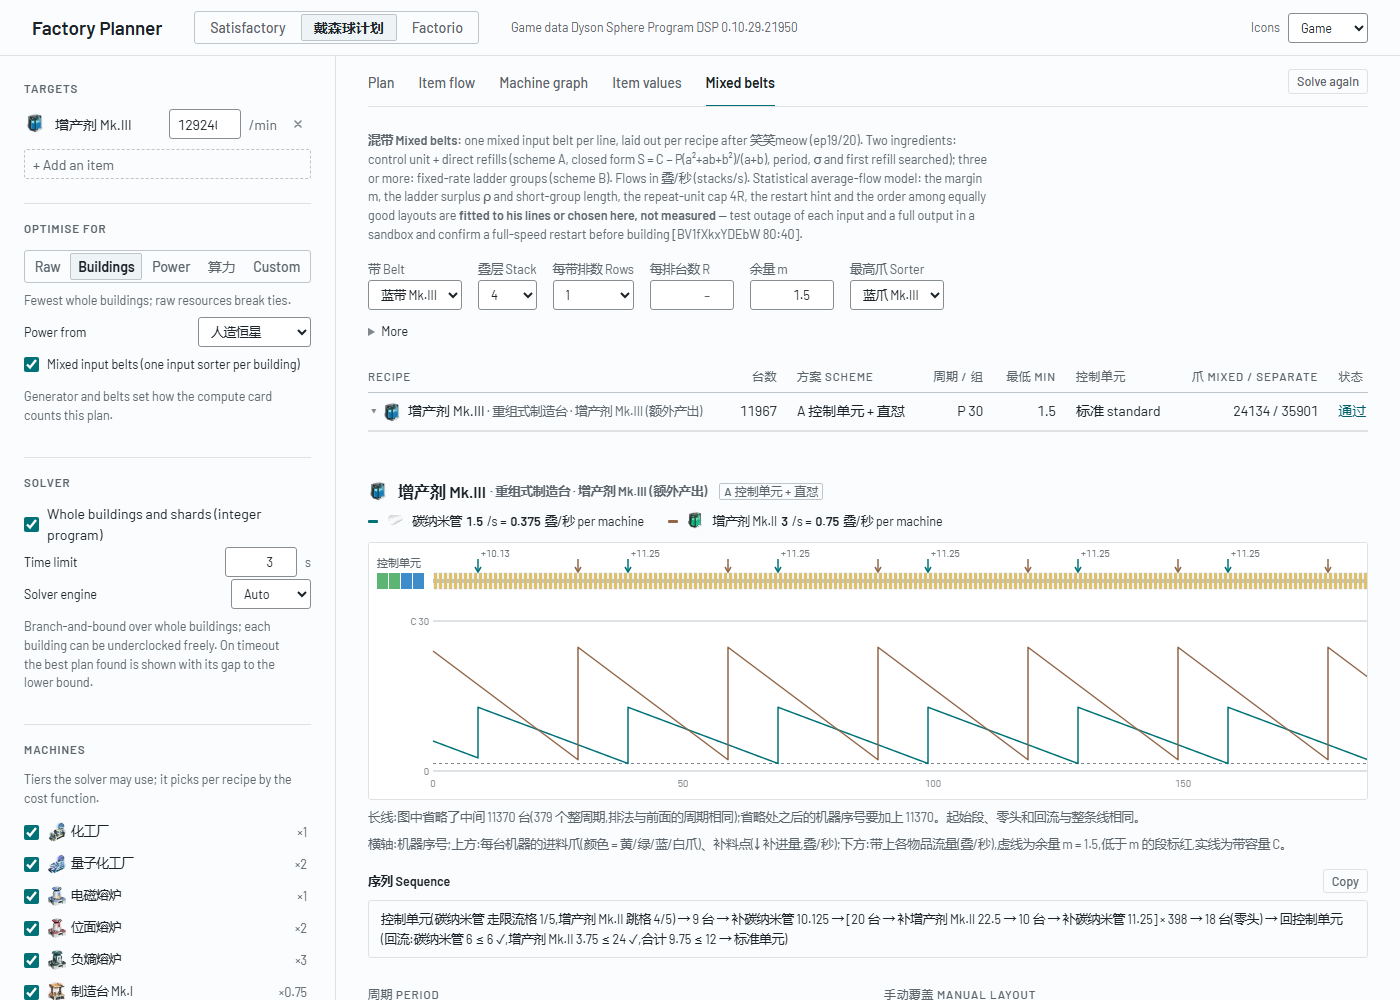 Factory Planner
Satisfactory 戴森球计划 Factorio
Game data Dyson Sphere Program DSP 0.10.29.21950
Icons Game
TARGETS
增产剂 Mk.III 12924( /min ×
+ Add an item
OPTIMISE FOR
Raw Buildings Power 算力 Custom
Fewest whole buildings; raw resources break ties.
Power from 人造恒星
Mixed input belts (one input sorter per building)
Generator and belts set how the compute card
counts this plan.
SOLVER
Whole buildings and shards (integer
program)
Time limit 3 s
Solver engine Auto
Branch-and-bound over whole buildings; each
building can be underclocked freely. On timeout
the best plan found is shown with its gap to the
lower bound.
MACHINES
Tiers the solver may use; it picks per recipe by the
cost function.
化工厂 ×1
量子化工厂 ×2
电磁熔炉 ×1
位面熔炉 ×2
负熵熔炉 ×3
制造台 Mk.I ×0.75
Plan Item flow Machine graph Item values Mixed belts
Solve again
混带 Mixed belts: one mixed input belt per line, laid out per recipe after 笑笑meow (ep19/20). Two ingredients:
control unit + direct refills (scheme A, closed form S = C − P(a²+ab+b²)/(a+b), period, σ and first refill searched); three
or more: fixed-rate ladder groups (scheme B). Flows in 叠/秒 (stacks/s). Statistical average-flow model: the margin
m, the ladder surplus ρ and short-group length, the repeat-unit cap 4R, the restart hint and the order among equally
good layouts are fitted to his lines or chosen here, not measured — test outage of each input and a full output in a
sandbox and confirm a full-speed restart before building [BV1fXkxYDEbW 80:40].
带 Belt 叠层 Stack 每带排数 Rows 每排台数 R 余量 m 最高爪 Sorter
蓝带 Mk.III 4 1 – 1.5 蓝爪 Mk.III
▶ More
RECIPE 台数 方案 SCHEME 周期 / 组 最低 MIN 控制单元 爪 MIXED / SEPARATE 状态
▾ 增产剂 Mk.III · 重组式制造台 · 增产剂 Mk.III (额外产出) 11967 A 控制单元 + 直怼 P 30 1.5 标准 standard 24134 / 35901 通过
增产剂 Mk.III · 重组式制造台 · 增产剂 Mk.III (额外产出) A 控制单元 + 直怼
碳纳米管 1.5 /s = 0.375 叠/秒 per machine 增产剂 Mk.II 3 /s = 0.75 叠/秒 per machine
控制单元 +10.13 +11.25 +11.25 +11.25 +11.25 +11.25
C 30
0
0 50 100 150
长线:图中省略了中间 11370 台(379 个整周期,排法与前面的周期相同);省略处之后的机器序号要加上 11370。起始段、零头和回流与整条线相同。
横轴:机器序号;上方:每台机器的进料爪(颜色 = 黄/绿/蓝/白爪)、补料点(↓ 补进量,叠/秒);下方:带上各物品流量(叠/秒),虚线为余量 m = 1.5,低于 m 的段标红,实线为带容量 C。
序列 Sequence Copy
控制单元(碳纳米管 走限流格 1/5,增产剂 Mk.II 跳格 4/5) → 9 台 → 补碳纳米管 10.125 → [20 台 → 补增产剂 Mk.II 22.5 → 10 台 → 补碳纳米管 11.25] × 398 → 18 台(零头) → 回控制单元
(回流:碳纳米管 6 ≤ 6 ✓,增产剂 Mk.II 3.75 ≤ 24 ✓,合计 9.75 ≤ 12 → 标准单元)
周期 PERIOD 手动覆盖 MANUAL LAYOUT